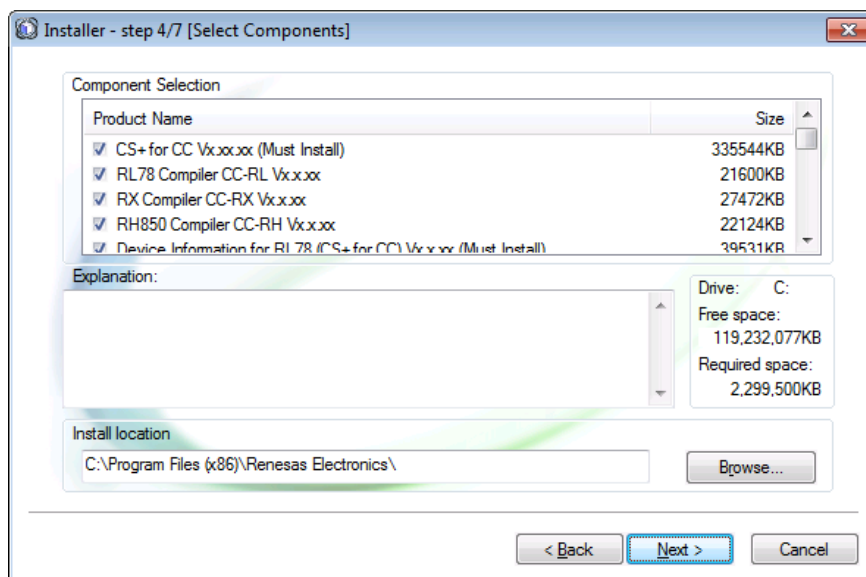 Installer - step 4/7 [Select Components]
Component Selection
Product Name Size
CS+ for CC Vx.xx.xx (Must Install) 335544KB
RL78 Compiler CC-RL Vx.x.xx 21600KB
RX Compiler CC-RX Vx.x.xx 27472KB
RH850 Compiler CC-RH Vx.x.xx 22124KB
Device Information for RL78 (CS+ for CC) Vx.x.xx (Must Install) 39531KB
Explanation:
Drive: C:
Free space:
119,232,077KB
Required space:
2,299,500KB
Install location
C:\Program Files (x86)\Renesas Electronics\
Browse...
< Back Next > Cancel